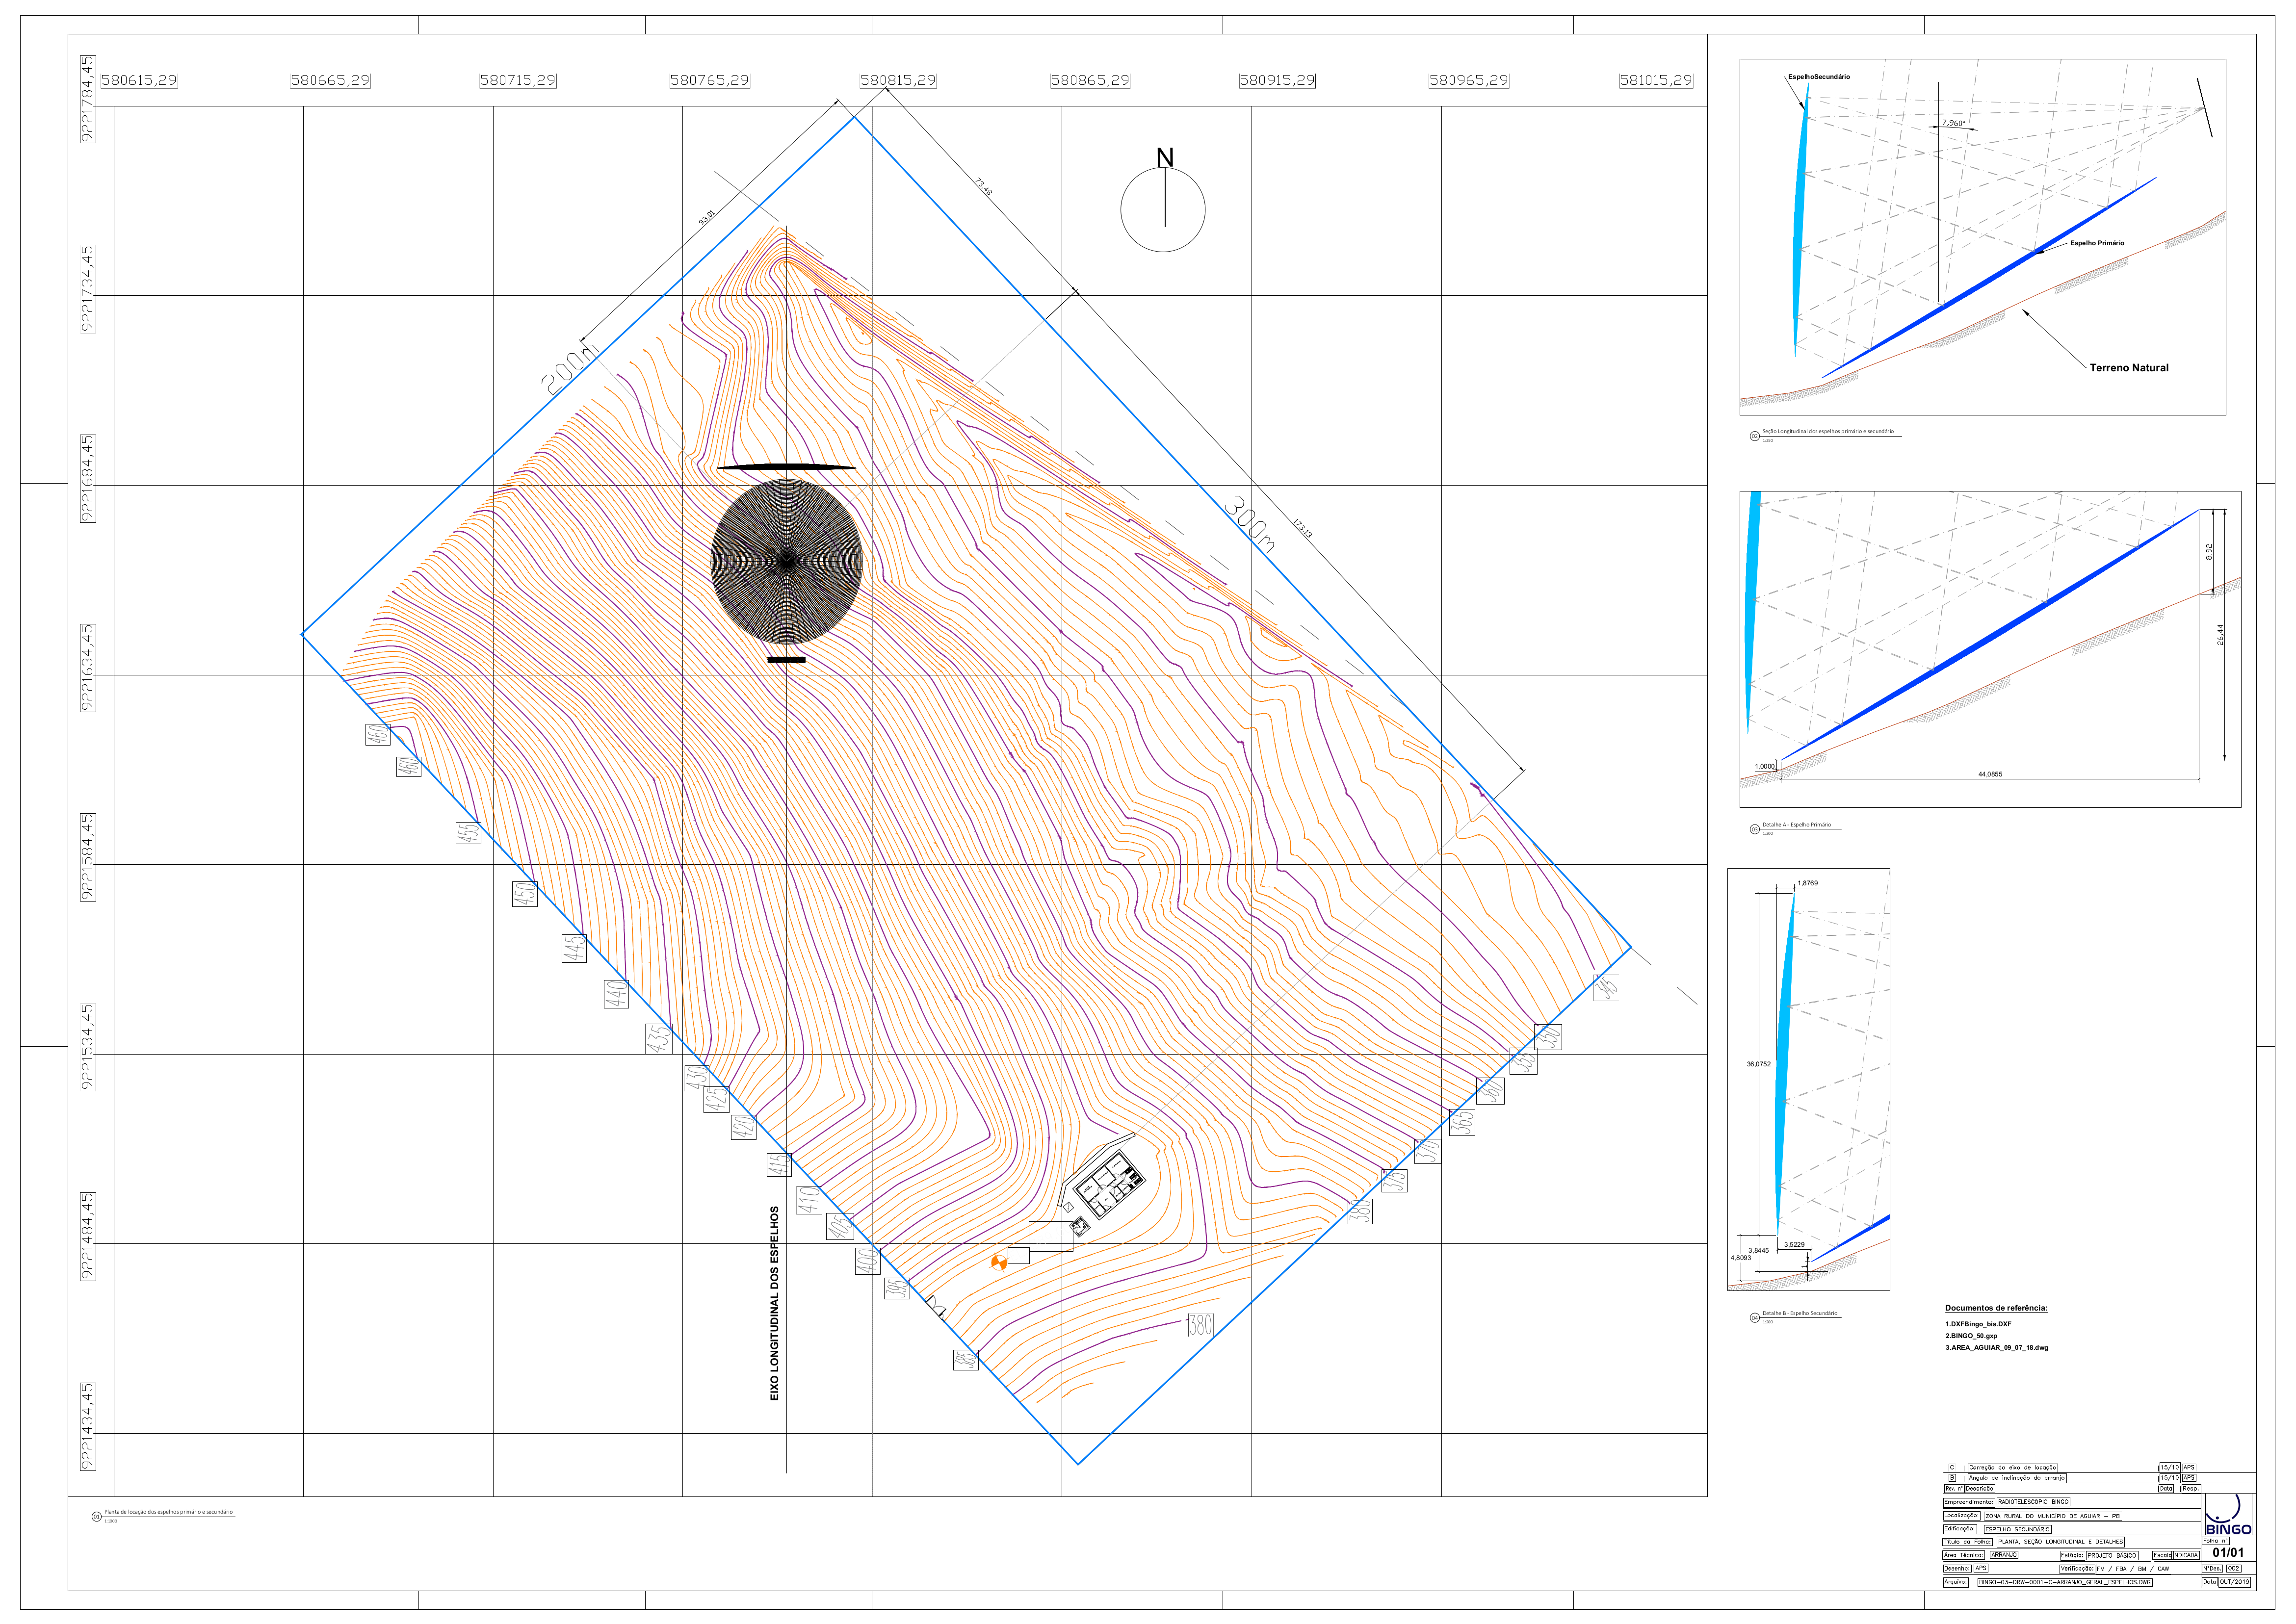 580615,29
580665,29
580715,29
580765,29
580815,29
580865,29
580915,29
580965,29
581015,29
9221784,45
9221734,45
9221684,45
9221634,45
9221584,45
9221534,45
9221484,45
9221434,45
N
93,01
73,48
173,13
200m
300m
460
460
455
450
445
440
435
430
425
420
415
410
405
400
395
385
380
345
350
355
360
365
370
375
380
EIXO LONGITUDINAL DOS ESPELHOS
01
Planta de locação dos espelhos primário e secundário
1:1000
EspelhoSecundário
7,960°
Espelho Primário
Terreno Natural
02
Seção Longitudinal dos espelhos primário e secundário
1:250
8,92
26,44
1,0000
44,0855
03
Detalhe A - Espelho Primário
1:200
1,8769
36,0752
3,8445
3,5229
4,8093
1
04
Detalhe B - Espelho Secundário
1:200
Documentos de referência:
1.DXFBingo_bis.DXF
2.BINGO_50.gxp
3.AREA_AGUIAR_09_07_18.dwg
C Correção do eixo de locação 15/10 APS
B Ângulo de inclinação do arranjo 15/10 APS
Rev. n° Descrição Data Resp.
Empreendimento: RADIOTELESCÓPIO BINGO
Localização: ZONA RURAL DO MUNICÍPIO DE AGUIAR - PB
Edificação: ESPELHO SECUNDÁRIO
BINGO
Título da Folha: PLANTA, SEÇÃO LONGITUDINAL E DETALHES
Folha n°
01/01
Área Técnica: ARRANJO Estágio: PROJETO BÁSICO Escala INDICADA
Desenho: APS Verificação: FM / FBA / BM / CAW N°Des. 002
Arquivo: BINGO-03-DRW-0001-C-ARRANJO_GERAL_ESPELHOS.DWG Data OUT/2019